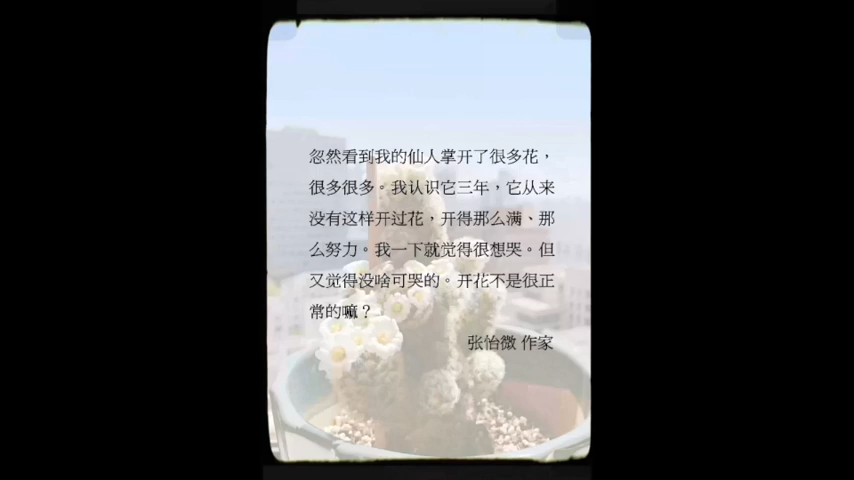 忽然看到我的仙人掌开了很多花，
很多很多。我认识它三年，它从来
没有这样开过花，开得那么满、那
么努力。我一下就觉得很想哭。但
又觉得没啥可哭的。开花不是很正
常的嘛？
张怡微 作家